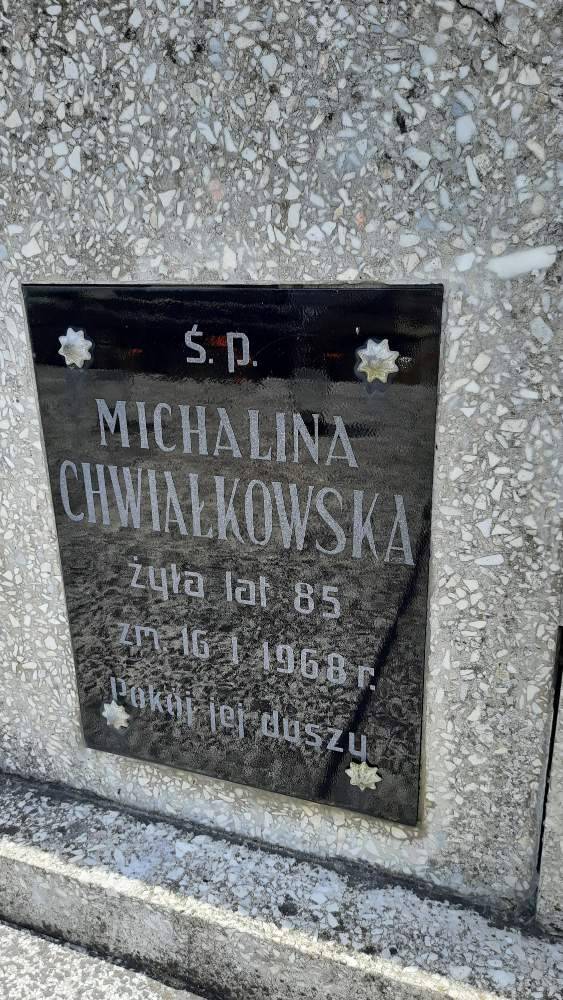 Ś. p.
MICHALINA
CHWIAŁKOWSKA
żyła lat 85
zm 16 I 1968 r.
Pokój jej duszy